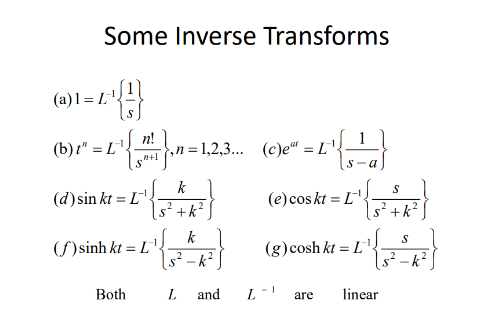 Some Inverse Transforms
(a) 1 = L⁻¹{1/s}
(b) tⁿ = L⁻¹{n!/sⁿ⁺¹}, n = 1,2,3... (c) eᵃᵗ = L⁻¹{1/(s − a)}
(d) sin kt = L⁻¹{k/(s² + k²)} (e) cos kt = L⁻¹{s/(s² + k²)}
(f) sinh kt = L⁻¹{k/(s² − k²)} (g) cosh kt = L⁻¹{s/(s² − k²)}
Both L and L⁻¹ are linear